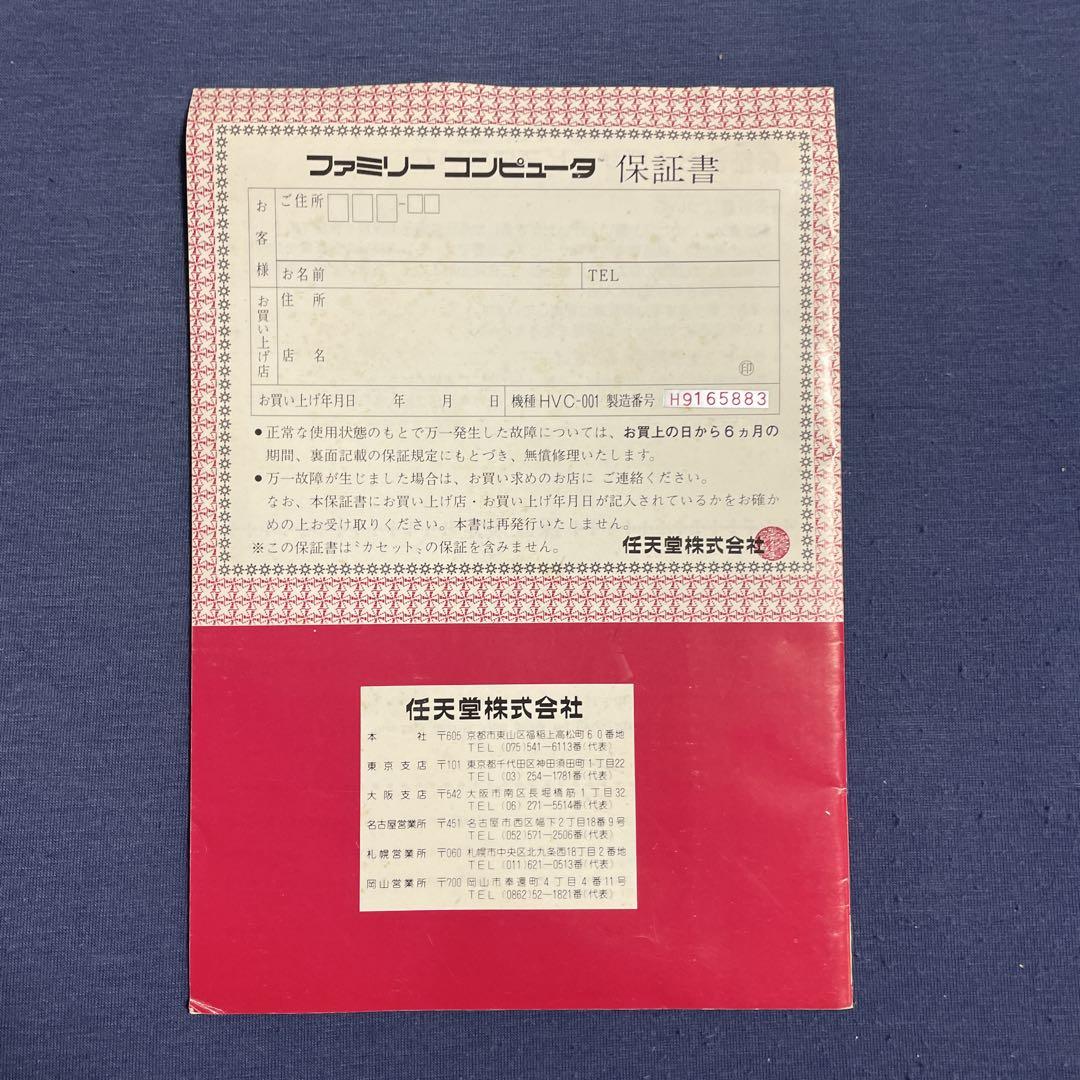 ファミリー コンピュータ 保証書
お客様
ご住所 □□□-□□
お名前
TEL
お買い上げ店
住 所
店 名
印
お買い上げ年月日 年 月 日 機種 HVC-001 製造番号 H9165883
●正常な使用状態のもとで万一発生した故障については、お買上の日から6ヵ月の
期間、裏面記載の保証規定にもとづき、無償修理いたします。
●万一故障が生じました場合は、お買い求めのお店に ご連絡ください。
なお、本保証書にお買い上げ店・お買い上げ年月日が記入されているかをお確か
めの上お受け取りください。本書は再発行いたしません。
※この保証書は〝カセット〟の保証を含みません。
任天堂株式会社
任天堂株式会社
本 社 〒605 京都市東山区福稲上高松町60番地
TEL (075)541-6113番(代表)
東京支店 〒101 東京都千代田区神田須田町1丁目22
TEL (03) 254-1781番(代表)
大阪支店 〒542 大阪市南区長堀橋筋1丁目32
TEL (06) 271-5514番(代表)
名古屋営業所 〒451 名古屋市西区幅下2丁目18番9号
TEL (052)571-2506番(代表)
札幌営業所 〒060 札幌市中央区北九条西18丁目2番地
TEL (011)621-0513番(代表)
岡山営業所 〒700 岡山市奉還町4丁目4番11号
TEL (0862)52-1821番(代表)